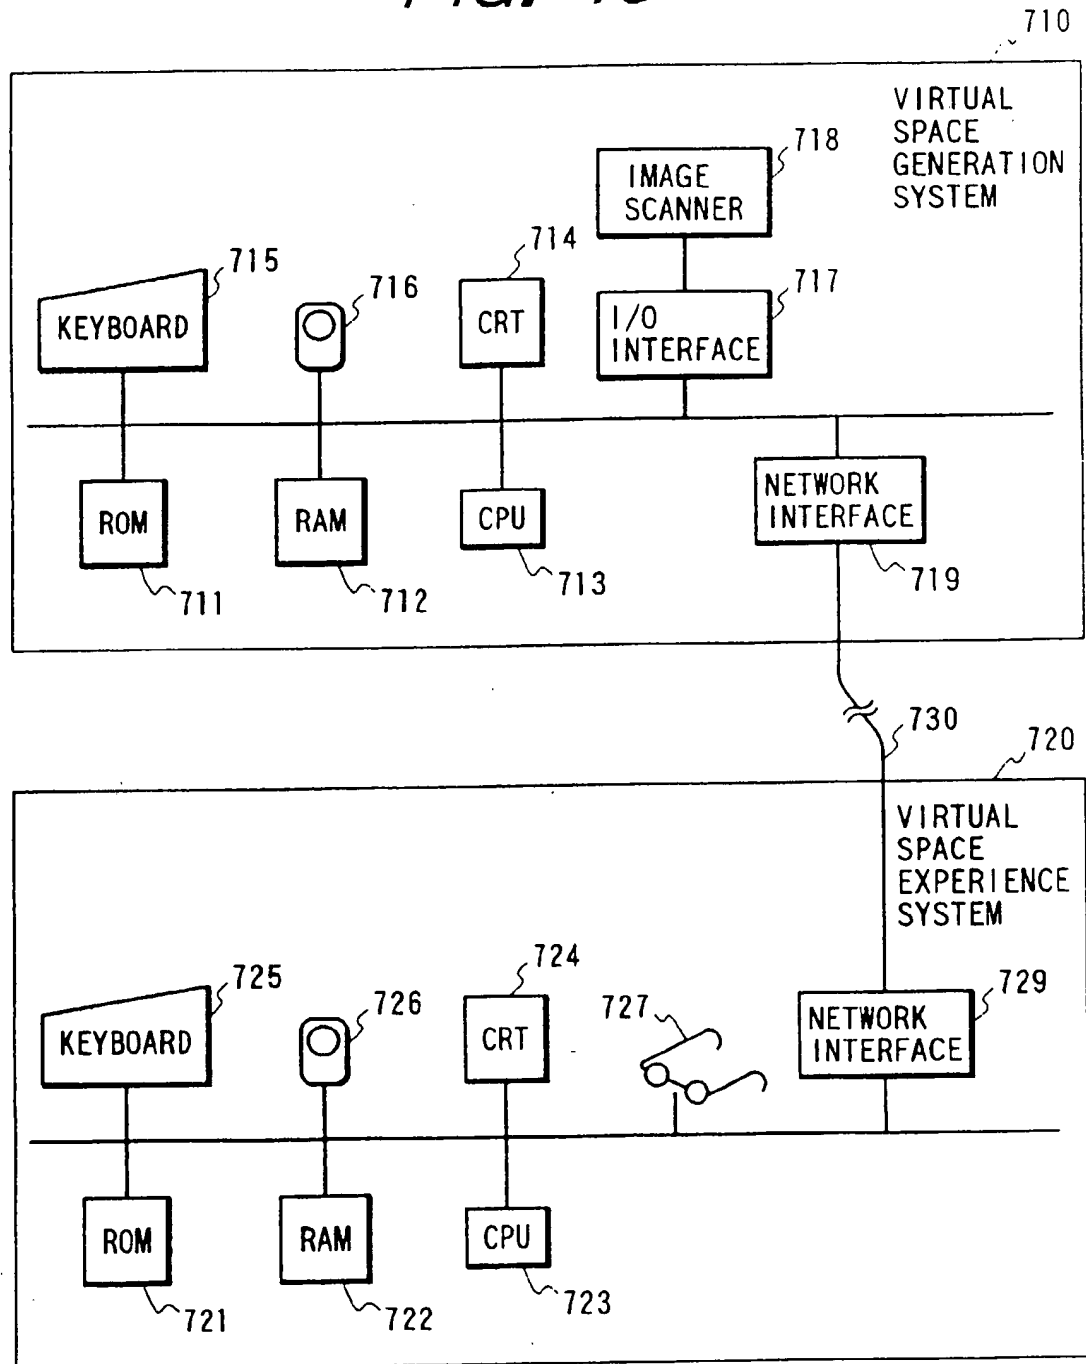 710
VIRTUAL
SPACE
GENERATION
SYSTEM
718
IMAGE
SCANNER
714
715
716
717
KEYBOARD
CRT
I/O
INTERFACE
NETWORK
INTERFACE
ROM
RAM
CPU
711
712
713
719
730
720
VIRTUAL
SPACE
EXPERIENCE
SYSTEM
724
725
726
727
729
KEYBOARD
CRT
NETWORK
INTERFACE
ROM
RAM
CPU
721
722
723